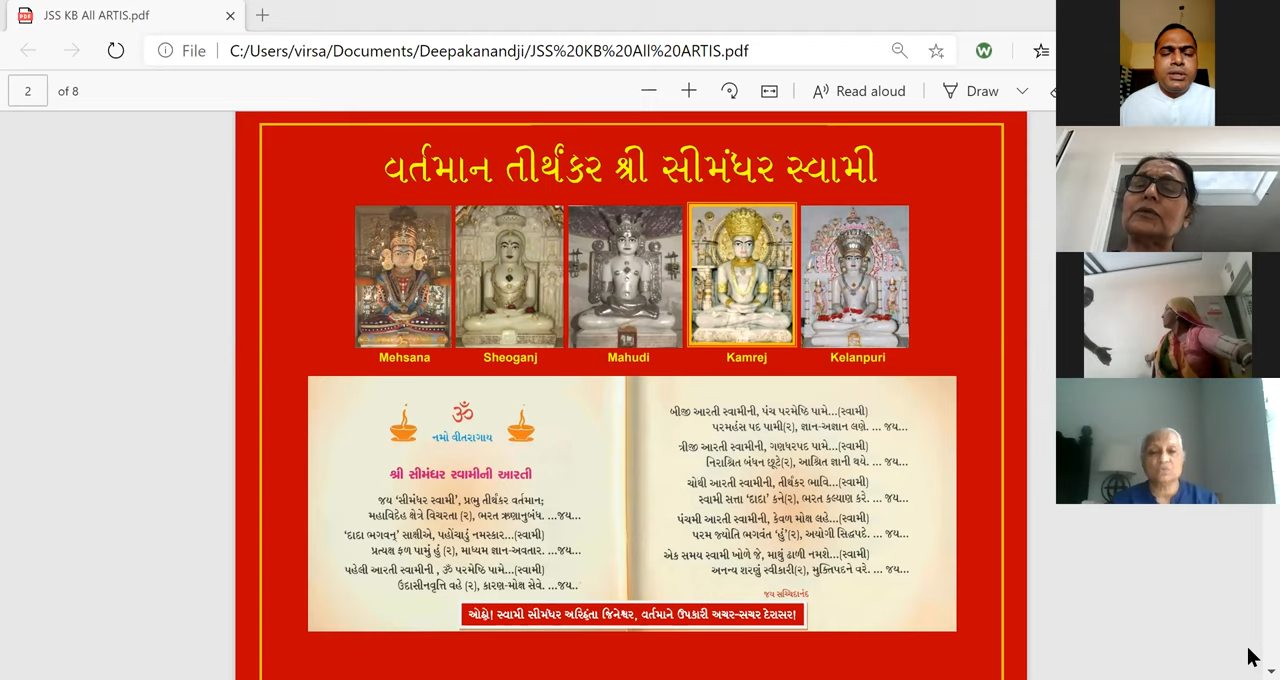 JSS KB All ARTIS.pdf
File
C:/Users/virsa/Documents/Deepakanandji/JSS%20KB%20All%20ARTIS.pdf
2 of 8
Read aloud
Draw
વર્તમાન તીર્થંકર શ્રી સીમંધર સ્વામી
Mehsana Sheoganj Mahudi Kamrej Kelanpuri
ૐ
નમો વીતરાગાય
શ્રી સીમંધર સ્વામીની આરતી
જય ‘સીમંધર સ્વામી’, પ્રભુ તીર્થંકર વર્તમાન;
મહાવિદેહ ક્ષેત્રે વિચરતા (૨), ભરત ઋણાનુબંધ. ...જય...
‘દાદા ભગવન્’ સાક્ષીએ, પહોંચાડું નમસ્કાર...(સ્વામી)
પ્રત્યક્ષ ફળ પામું હું (૨), માધ્યમ જ્ઞાન-અવતાર. ...જય...
પહેલી આરતી સ્વામીની , ૐ પરમેષ્ઠિ પામે...(સ્વામી)
ઉદાસીનવૃત્તિ વહે (૨), કારણ-મોક્ષ સેવે. ...જય..
બીજી આરતી સ્વામીની, પંચ પરમેષ્ઠિ પામે...(સ્વામી)
પરમહંસ પદ પામી(૨), જ્ઞાન-અજ્ઞાન લણે. ... જય...
ત્રીજી આરતી સ્વામીની, ગણધરપદ પામે...(સ્વામી)
નિરાશ્રિત બંધન છૂટે(૨), આશ્રિત જ્ઞાની થયે. ... જય...
ચોથી આરતી સ્વામીની, તીર્થંકર ભાવિ...(સ્વામી)
સ્વામી સત્તા ‘દાદા’ કને(૨), ભરત કલ્યાણ કરે. ... જય...
પંચમી આરતી સ્વામીની, કેવળ મોક્ષ લહે...(સ્વામી)
પરમ જ્યોતિ ભગવંત ‘હું’(૨), અયોગી સિદ્ધપદે. ... જય...
એક સમય સ્વામી ખોળે જે, માથું ઢાળી નમશે...(સ્વામી)
અનન્ય શરણું સ્વીકારી(૨), મુક્તિપદને વરે. ... જય...
જય સચ્ચિદાનંદ
ઓહો! સ્વામી સીમંધર અરિહંતા જિનેશ્વર, વર્તમાને ઉપકારી અચર-સચર દેરાસર!